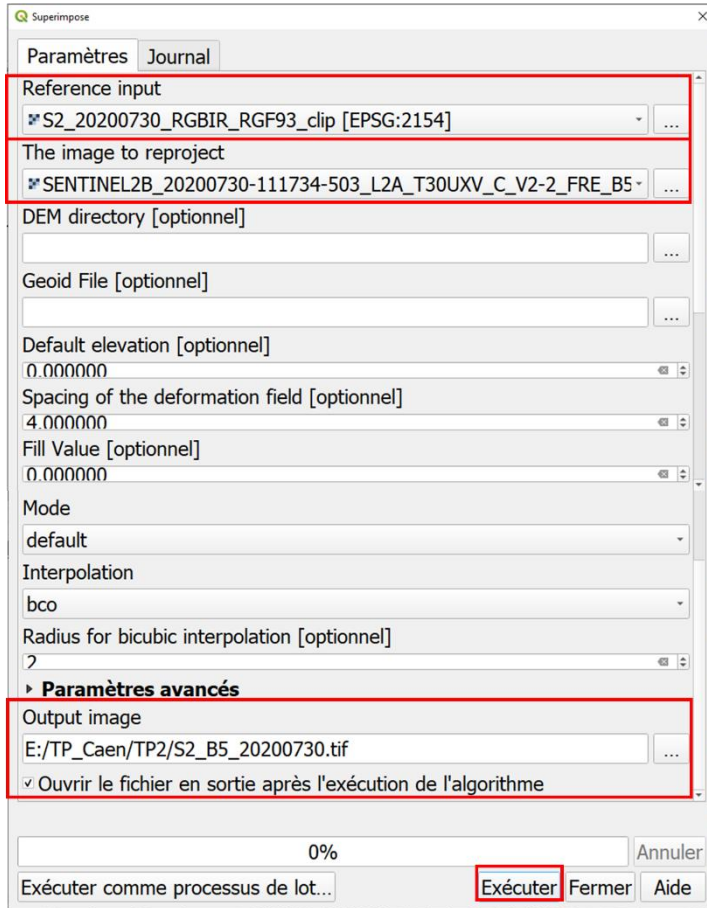 Superimpose
Paramètres Journal
Reference input
S2_20200730_RGBIR_RGF93_clip [EPSG:2154]
...
The image to reproject
SENTINEL2B_20200730-111734-503_L2A_T30UXV_C_V2-2_FRE_B5
...
DEM directory [optionnel]
...
Geoid File [optionnel]
...
Default elevation [optionnel]
0.000000
Spacing of the deformation field [optionnel]
4.000000
Fill Value [optionnel]
0.000000
Mode
default
Interpolation
bco
Radius for bicubic interpolation [optionnel]
2
Paramètres avancés
Output image
E:/TP_Caen/TP2/S2_B5_20200730.tif
...
Ouvrir le fichier en sortie après l'exécution de l'algorithme
0% Annuler
Exécuter comme processus de lot... Exécuter Fermer Aide